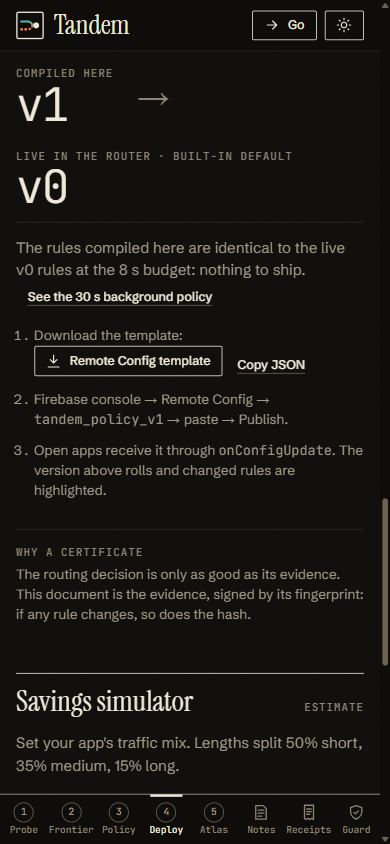 Tandem
→ Go
COMPILED HERE
v1 →
LIVE IN THE ROUTER · BUILT-IN DEFAULT
v0
The rules compiled here are identical to the live
v0 rules at the 8 s budget: nothing to ship.
See the 30 s background policy
1. Download the template:
Remote Config template Copy JSON
2. Firebase console → Remote Config →
tandem_policy_v1 → paste → Publish.
3. Open apps receive it through onConfigUpdate. The
version above rolls and changed rules are
highlighted.
WHY A CERTIFICATE
The routing decision is only as good as its evidence.
This document is the evidence, signed by its fingerprint:
if any rule changes, so does the hash.
Savings simulator ESTIMATE
Set your app's traffic mix. Lengths split 50% short,
35% medium, 15% long.
1 2 3 4 5
Probe Frontier Policy Deploy Atlas Notes Receipts Guard